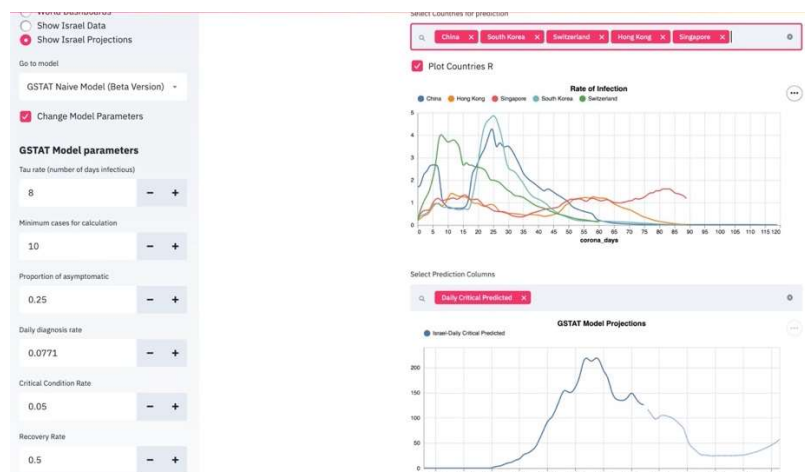 World Dashboards
Show Israel Data
Show Israel Projections
Go to model
GSTAT Naive Model (Beta Version)
Change Model Parameters
GSTAT Model parameters
Tau rate (number of days infectious)
8
Minimum cases for calculation
10
Proportion of asymptomatic
0.25
Daily diagnosis rate
0.0771
Critical Condition Rate
0.05
Recovery Rate
0.5
Select Countries for prediction
China × South Korea × Switzerland × Hong Kong × Singapore ×
Plot Countries R
Rate of Infection
China Hong Kong Singapore South Korea Switzerland
5
4
3
2
1
0
0 5 10 15 20 25 30 35 40 45 50 55 60 65 70 75 80 85 90 95 100 105 110 115 120
corona_days
Select Prediction Columns
Daily Critical Predicted ×
GSTAT Model Projections
Israel-Daily Critical Predicted
200
150
100
50
0